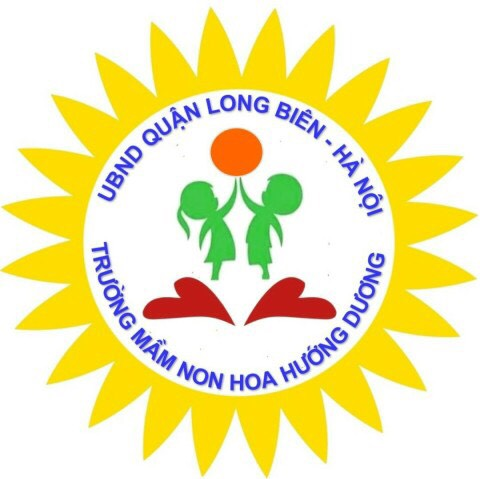 UBND QUẬN LONG BIÊN - HÀ NỘI
TRƯỜNG MẦM NON HOA HƯỚNG DƯƠNG